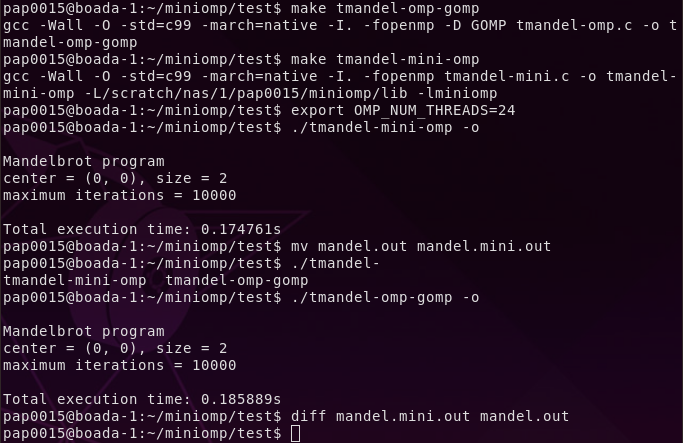 pap0015@boada-1:~/miniomp/test$ make tmandel-omp-gomp
gcc -Wall -O -std=c99 -march=native -I. -fopenmp -D GOMP tmandel-omp.c -o t
mandel-omp-gomp
pap0015@boada-1:~/miniomp/test$ make tmandel-mini-omp
gcc -Wall -O -std=c99 -march=native -I. -fopenmp tmandel-mini.c -o tmandel-
mini-omp -L/scratch/nas/1/pap0015/miniomp/lib -lminiomp
pap0015@boada-1:~/miniomp/test$ export OMP_NUM_THREADS=24
pap0015@boada-1:~/miniomp/test$ ./tmandel-mini-omp -o

Mandelbrot program
center = (0, 0), size = 2
maximum iterations = 10000

Total execution time: 0.174761s
pap0015@boada-1:~/miniomp/test$ mv mandel.out mandel.mini.out
pap0015@boada-1:~/miniomp/test$ ./tmandel-
tmandel-mini-omp  tmandel-omp-gomp
pap0015@boada-1:~/miniomp/test$ ./tmandel-omp-gomp -o

Mandelbrot program
center = (0, 0), size = 2
maximum iterations = 10000

Total execution time: 0.185889s
pap0015@boada-1:~/miniomp/test$ diff mandel.mini.out mandel.out
pap0015@boada-1:~/miniomp/test$